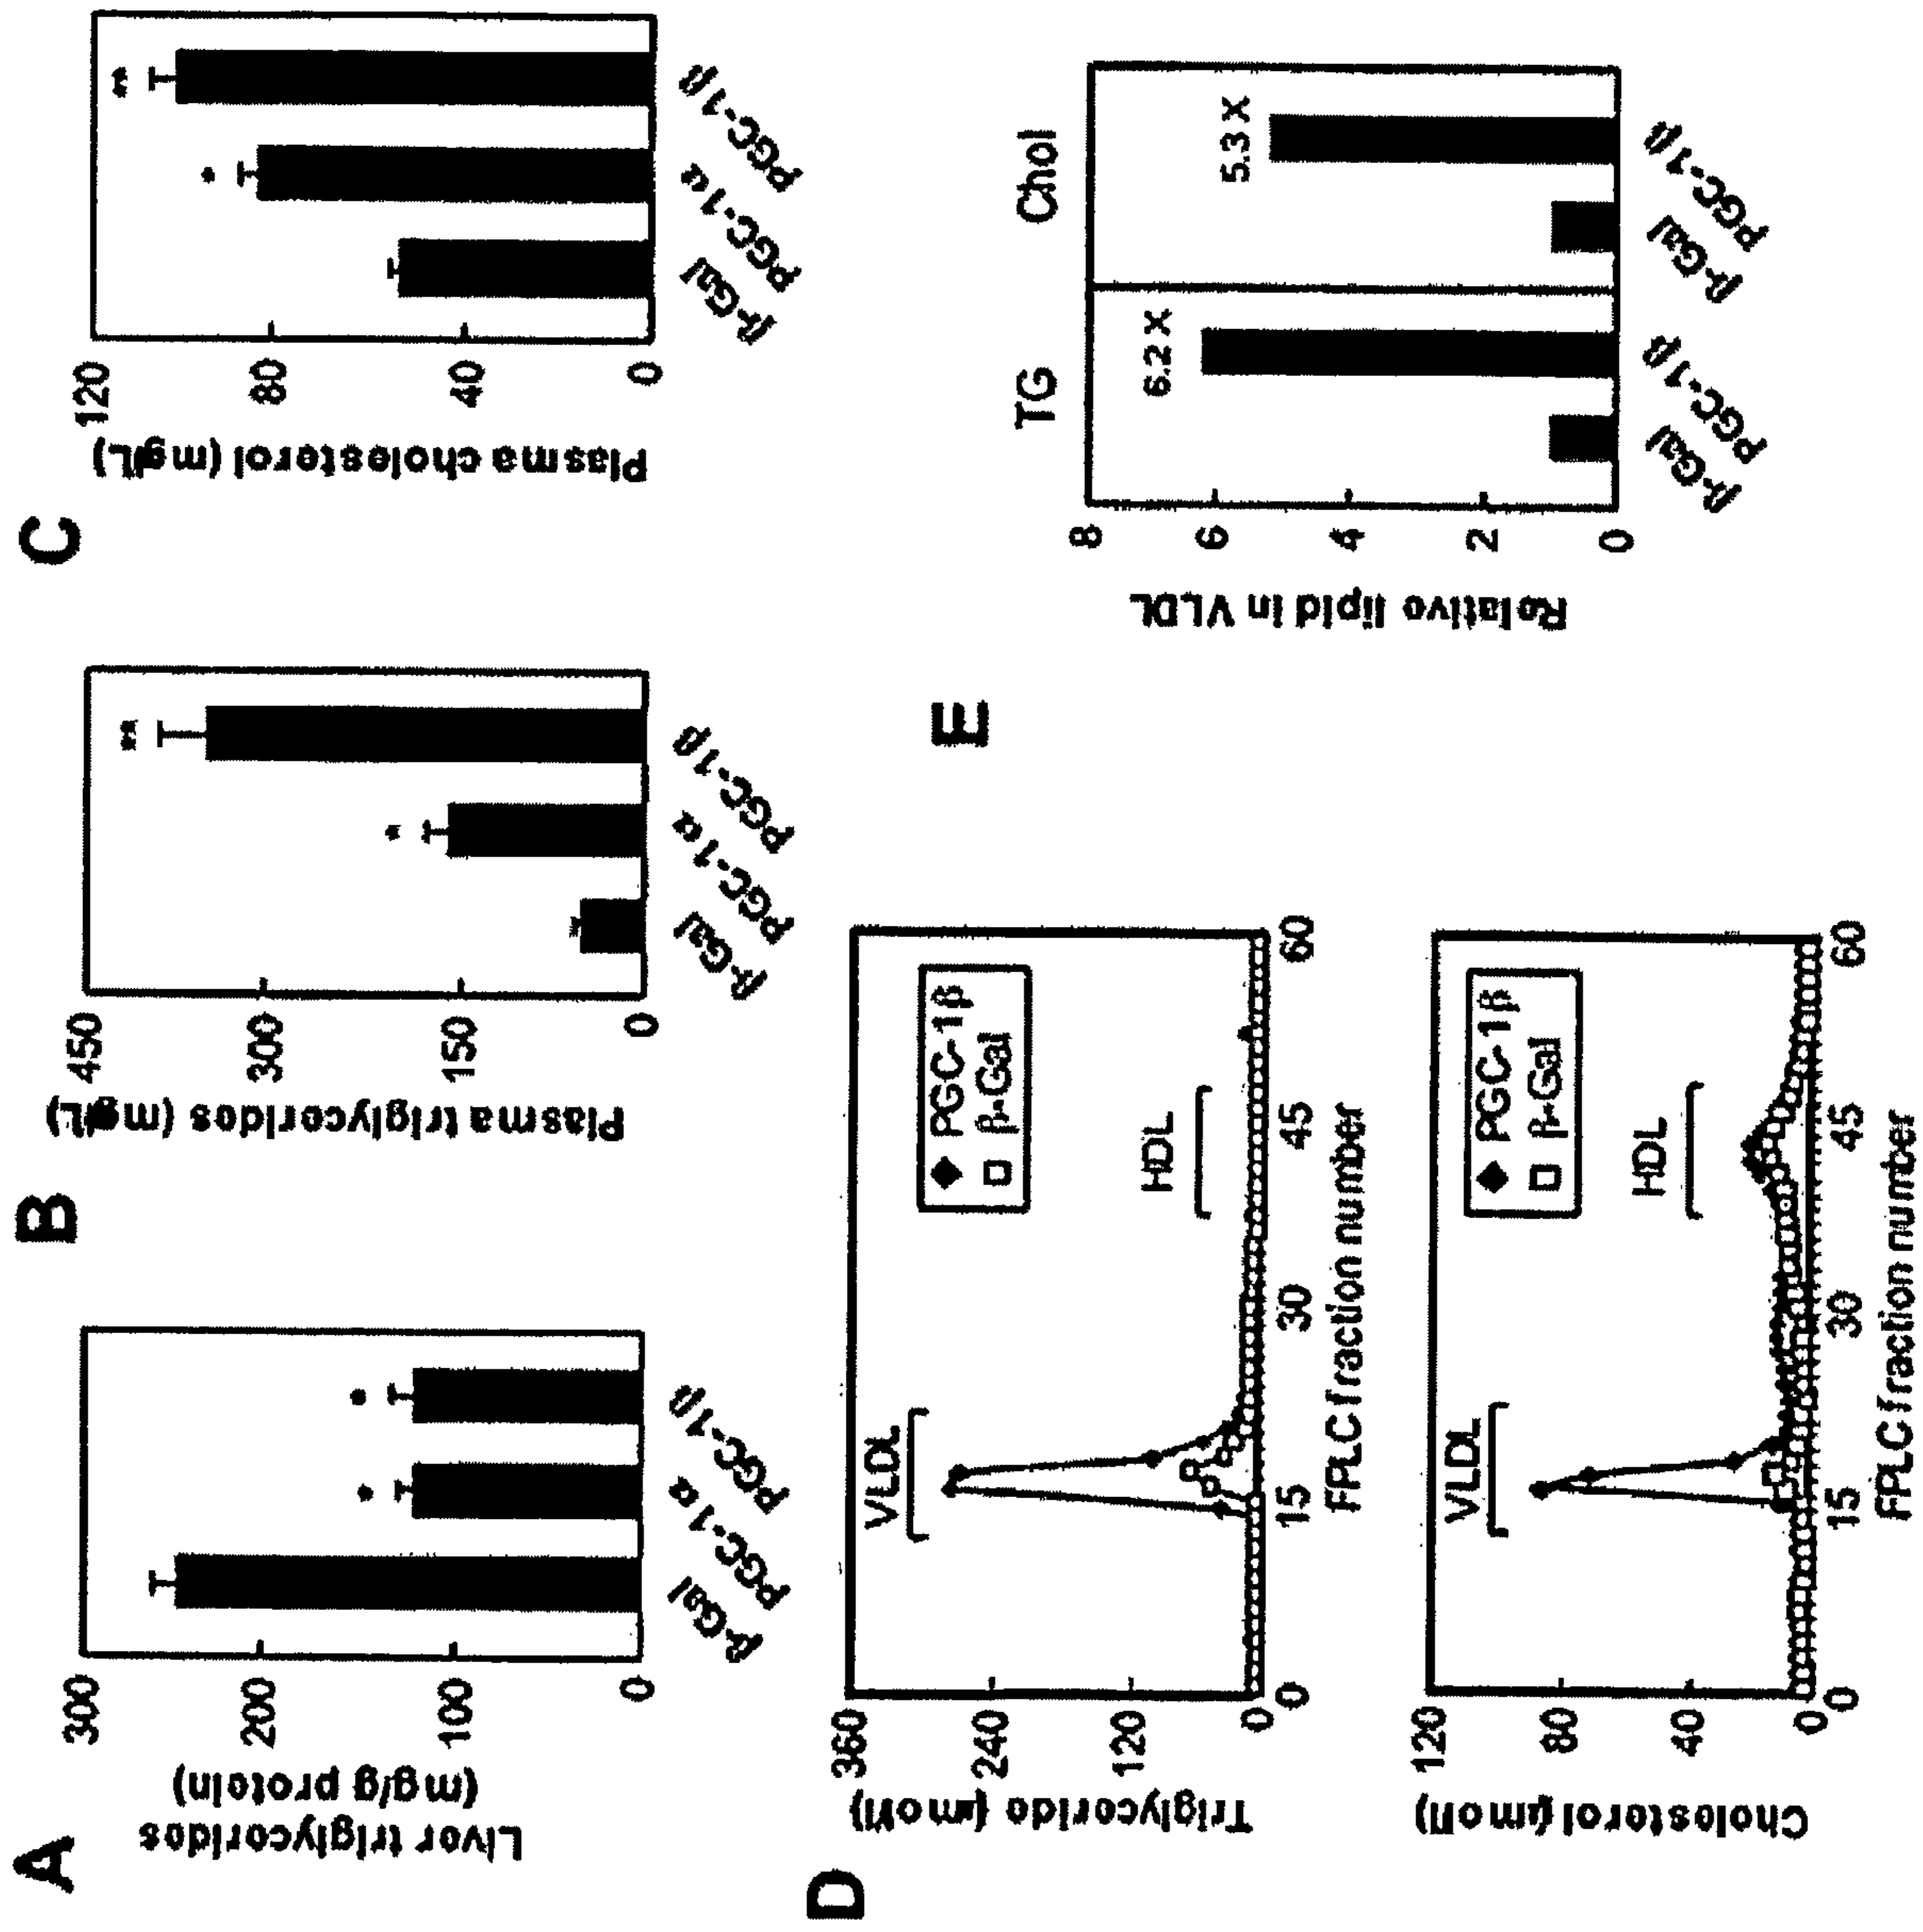 A
Liver triglycerides
(mg/g protein)
300
200
100
0
β-Gal
PGC-1α
PGC-1β
*
*
B
Plasma triglycerides (mg/L)
450
300
150
0
β-Gal
PGC-1α
PGC-1β
*
**
C
Plasma cholesterol (mg/L)
120
80
40
0
β-Gal
PGC-1α
PGC-1β
*
**
D
Triglyceride (μmol/l)
360
240
120
0
VLDL
PGC-1β
β-Gal
HDL
0
15
30
45
60
FPLC fraction number
Cholesterol (μmol/l)
120
80
40
0
VLDL
PGC-1β
β-Gal
HDL
0
15
30
45
60
FPLC fraction number
E
TG
Chol
Relative lipid in VLDL
8
6
4
2
0
6.2 X
5.3 X
β-Gal
PGC-1β
β-Gal
PGC-1β